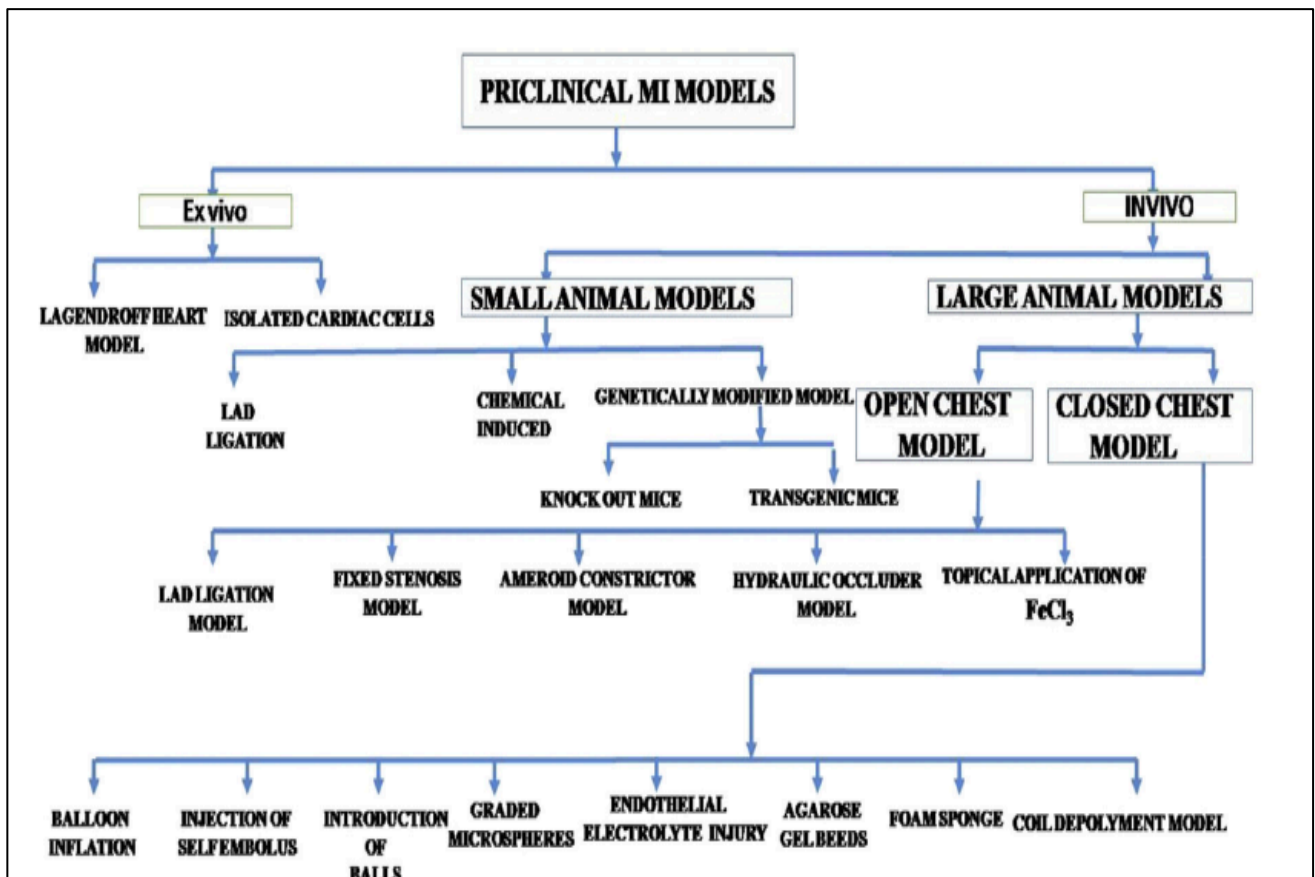 PRICLINICAL MI MODELS
Ex vivo
INVIVO
LAGENDROFF HEART
MODEL
ISOLATED CARDIAC CELLS
SMALL ANIMAL MODELS
LARGE ANIMAL MODELS
LAD
LIGATION
CHEMICAL
INDUCED
GENETICALLY MODIFIED MODEL
OPEN CHEST
MODEL
CLOSED CHEST
MODEL
KNOCK OUT MICE
TRANSGENIC MICE
LAD LIGATION
MODEL
FIXED STENOSIS
MODEL
AMEROID CONSTRICTOR
MODEL
HYDRAULIC OCCLUDER
MODEL
TOPICAL APPLICATION OF
FeCl₃
BALLOON
INFLATION
INJECTION OF
SELF EMBOLUS
INTRODUCTION
OF
BALLS
GRADED
MICROSPHERES
ENDOTHELIAL
ELECTROLYTE INJURY
AGAROSE
GEL BEEDS
FOAM SPONGE
COIL DEPOLYMENT MODEL